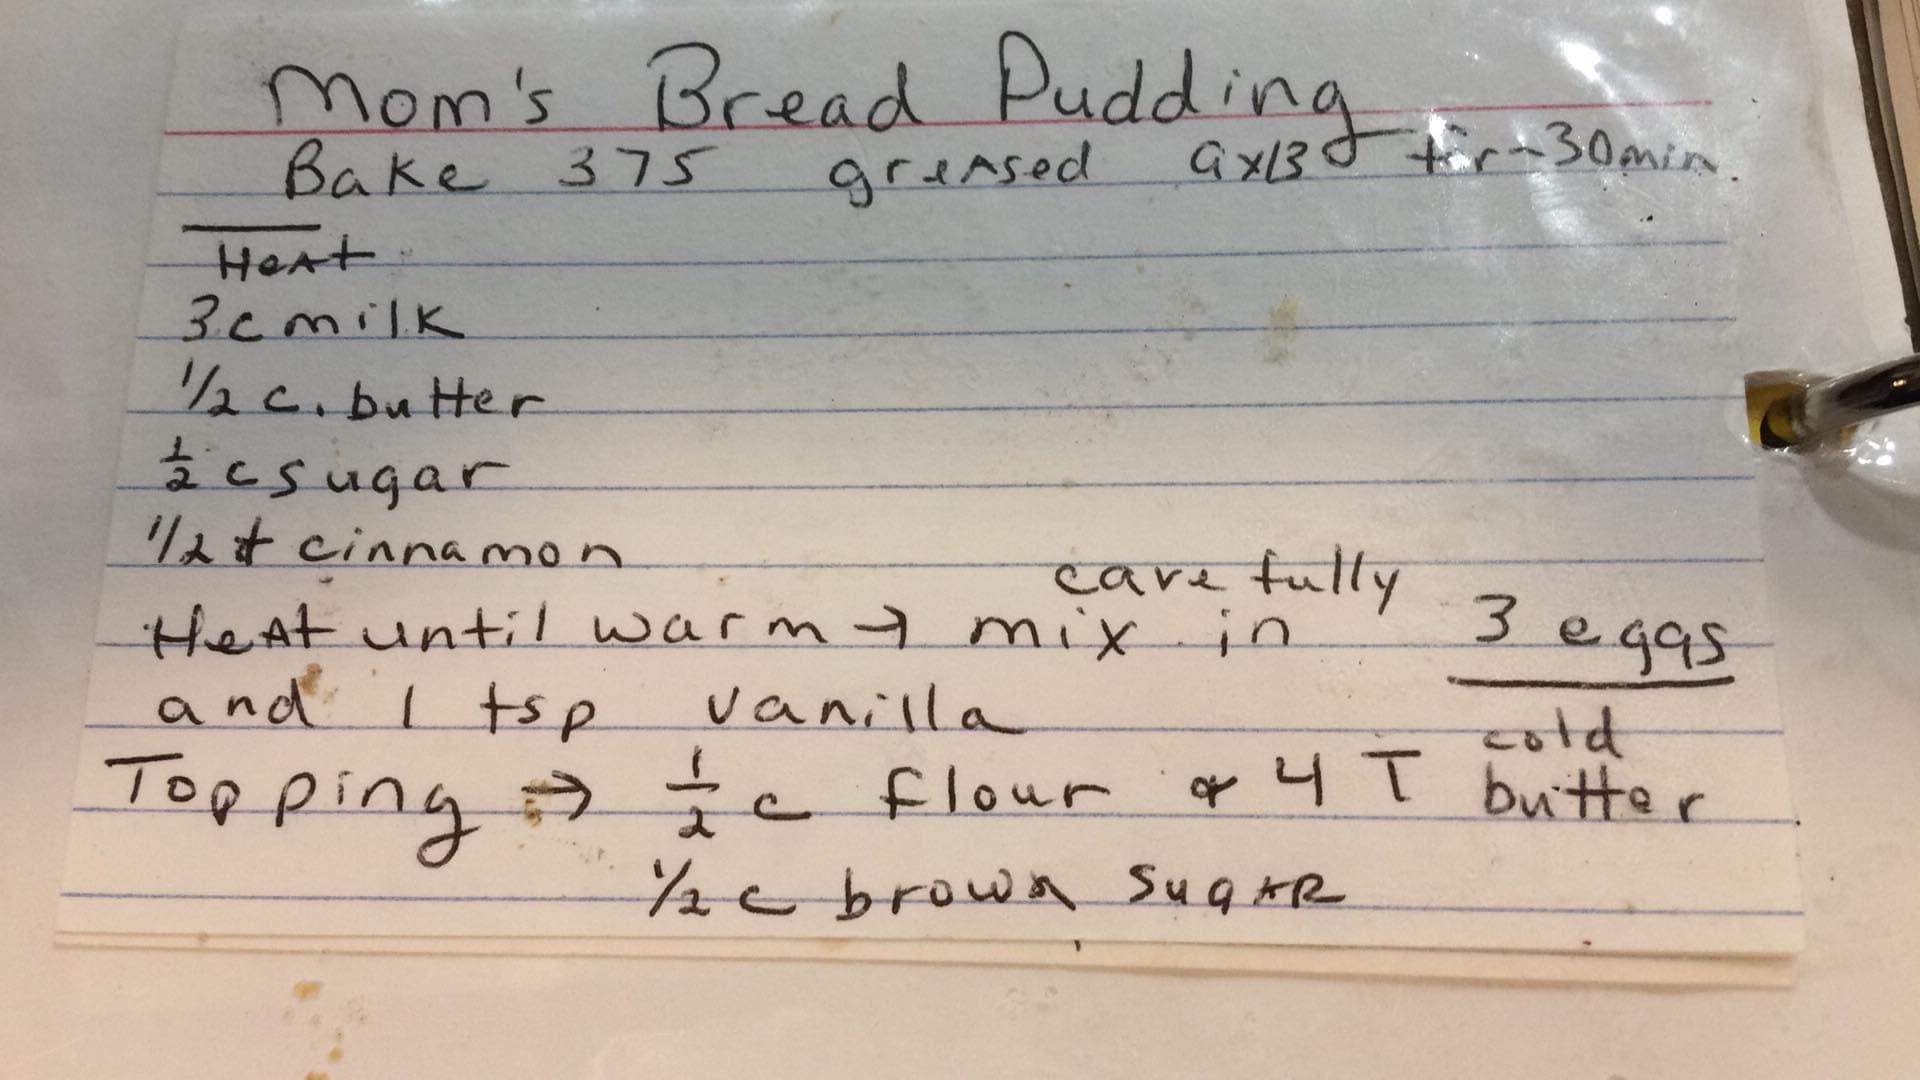 Mom's Bread Pudding
Bake 375 greased 9x13 for ~30min.
Heat
3c milk
1/2 c. butter
1/2 c sugar
1/2 t cinnamon
Heat until warm → mix in carefully 3 eggs
and 1 tsp vanilla
Topping → 1/2 c flour & 4 T cold butter
1/2 c brown sugar